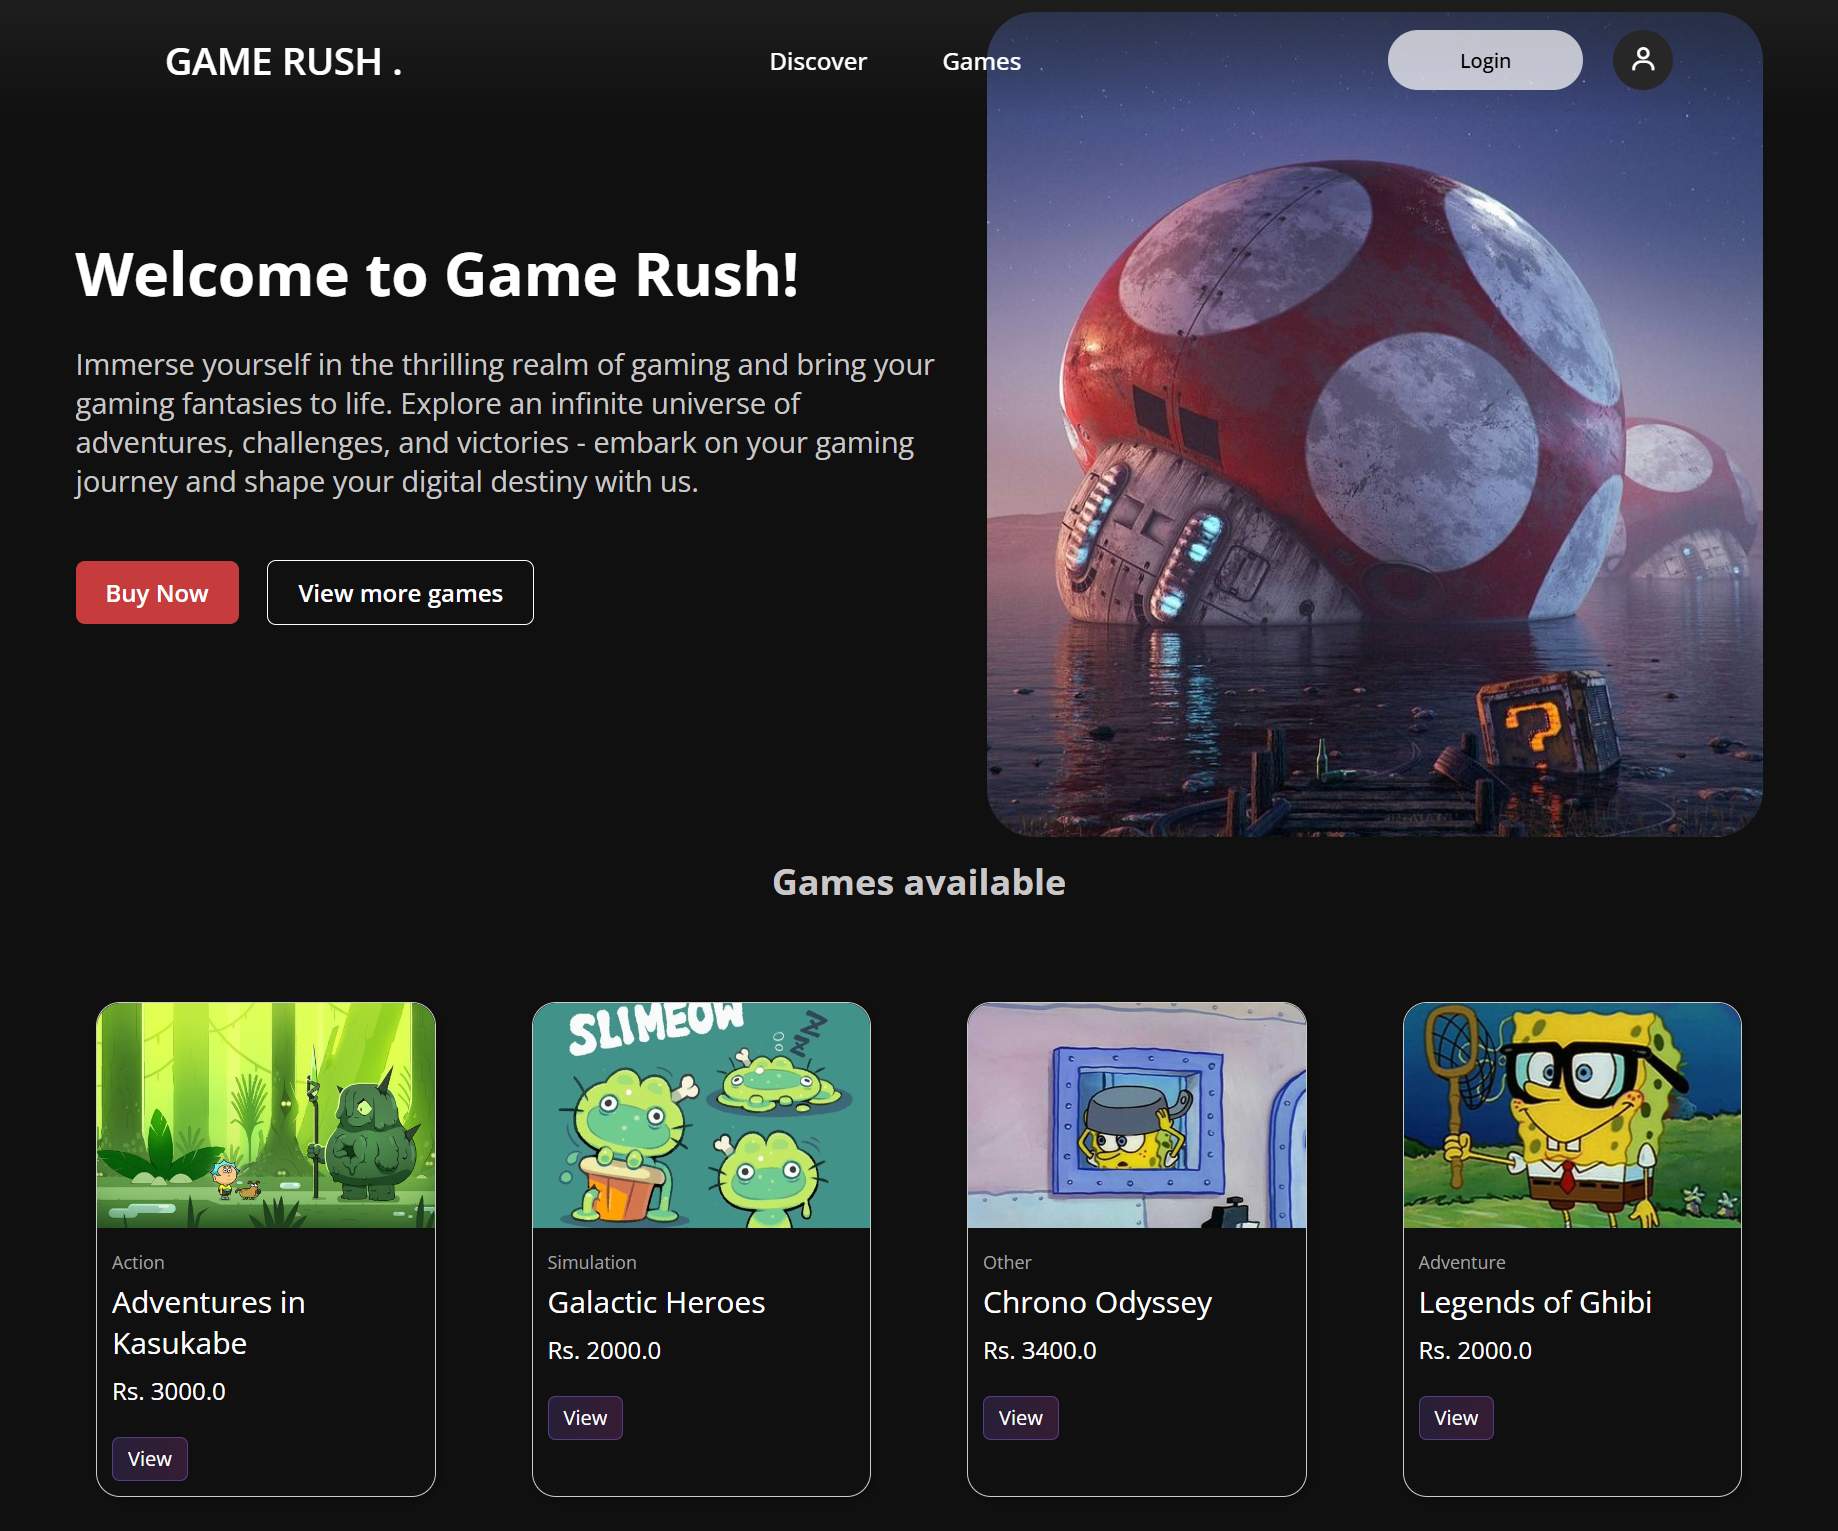 GAME RUSH .
Discover
Games
Login
Welcome to Game Rush!
Immerse yourself in the thrilling realm of gaming and bring your
gaming fantasies to life. Explore an infinite universe of
adventures, challenges, and victories - embark on your gaming
journey and shape your digital destiny with us.
Buy Now
View more games
?
Games available
Action
Adventures in
Kasukabe
Rs. 3000.0
View
SLIMEOW
ZZZ
Simulation
Galactic Heroes
Rs. 2000.0
View
Other
Chrono Odyssey
Rs. 3400.0
View
Adventure
Legends of Ghibi
Rs. 2000.0
View